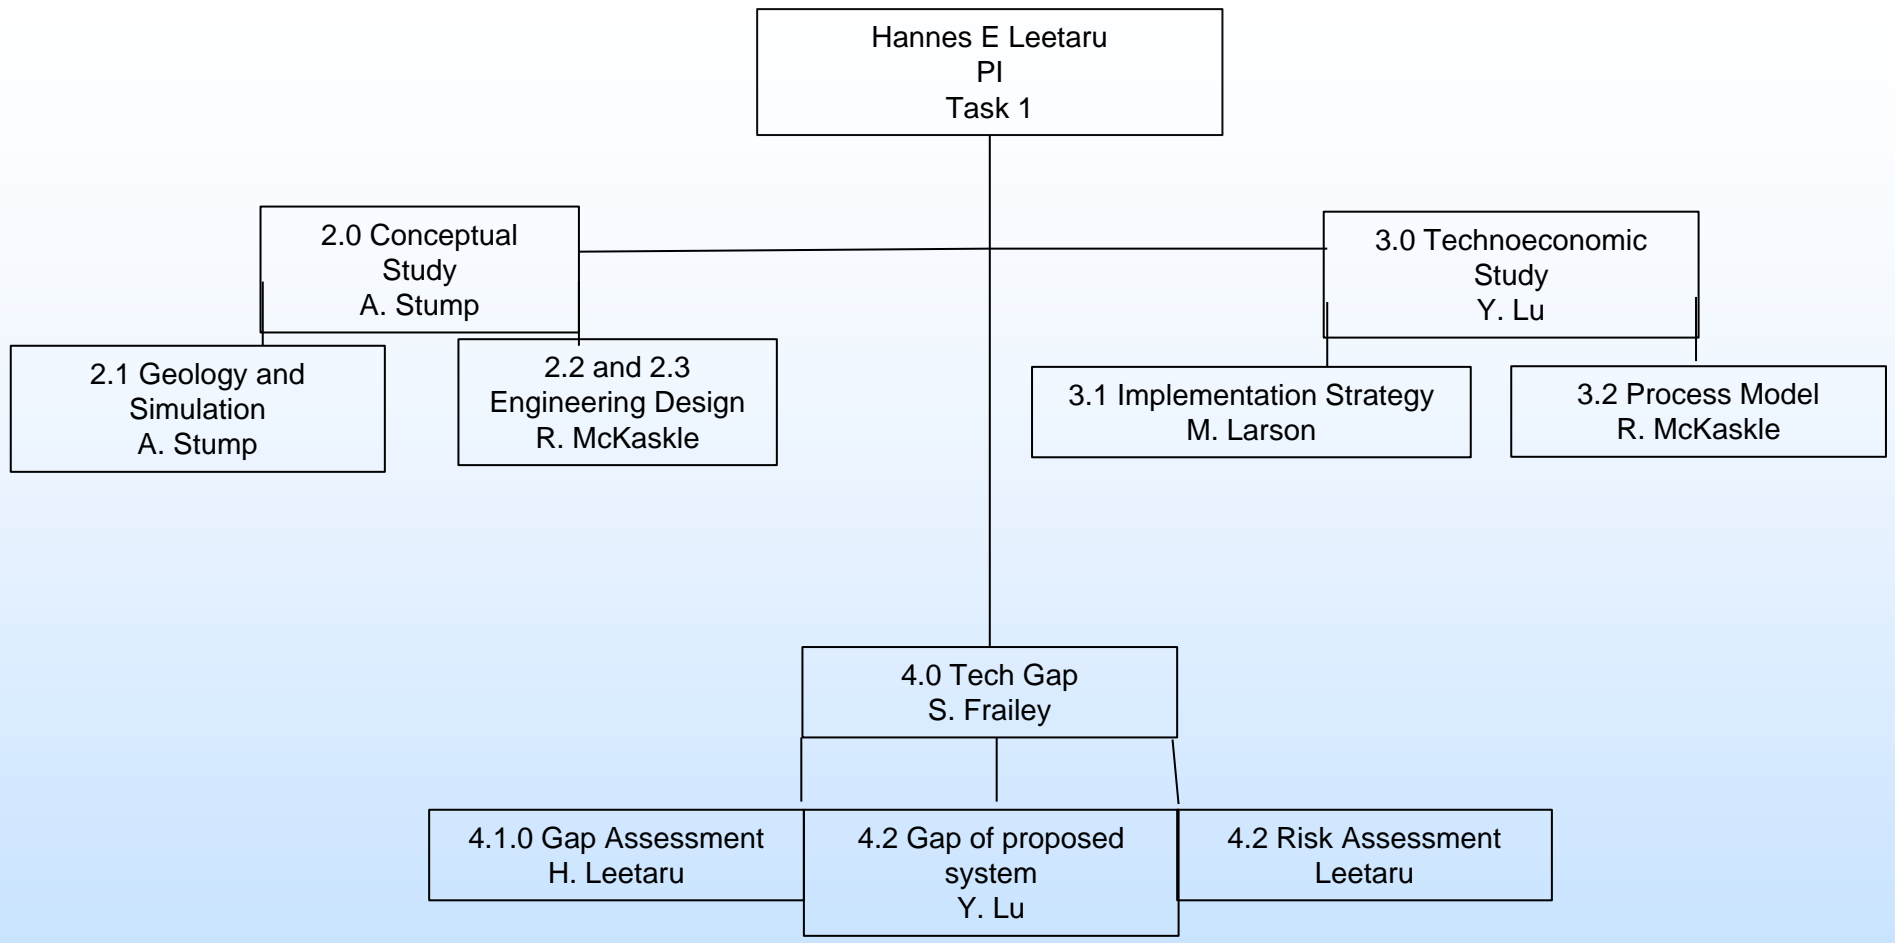 Hannes E Leetaru
PI
Task 1
2.0 Conceptual
Study
A. Stump
3.0 Technoeconomic
Study
Y. Lu
2.1 Geology and
Simulation
A. Stump
2.2 and 2.3
Engineering Design
R. McKaskle
3.1 Implementation Strategy
M. Larson
3.2 Process Model
R. McKaskle
4.0 Tech Gap
S. Frailey
4.1.0 Gap Assessment
H. Leetaru
4.2 Gap of proposed
system
Y. Lu
4.2 Risk Assessment
Leetaru